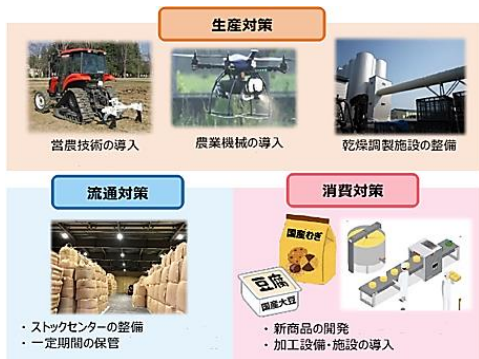 生産対策
営農技術の導入
農業機械の導入
乾燥調製施設の整備
流通対策
・ストックセンターの整備
・一定期間の保管
消費対策
国産むぎ
豆腐
国産大豆
・新商品の開発
・加工設備・施設の導入